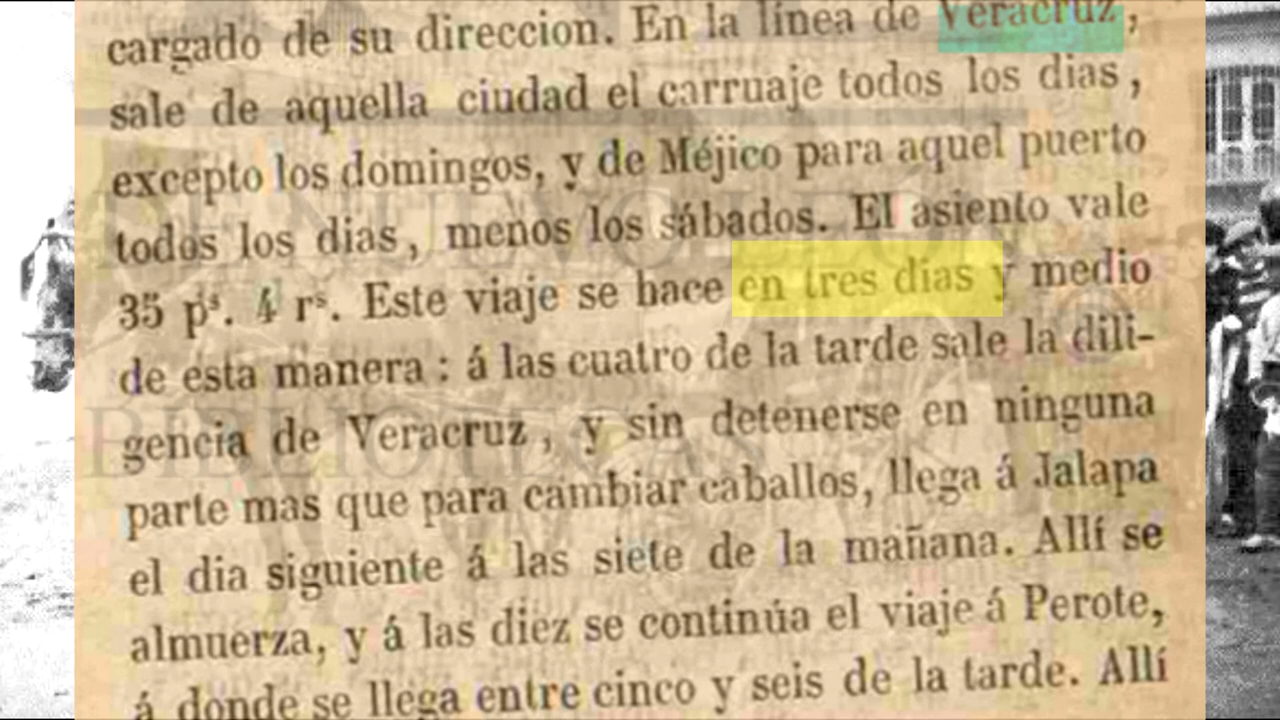 cargado de su direccion. En la línea de Veracruz,
sale de aquella ciudad el carruaje todos los dias,
excepto los domingos, y de Méjico para aquel puerto
todos los dias, menos los sábados. El asiento vale
35 pˢ. 4 rˢ. Este viaje se hace en tres dias y medio
de esta manera : á las cuatro de la tarde sale la dili-
gencia de Veracruz, y sin detenerse en ninguna
parte mas que para cambiar caballos, llega á Jalapa
el dia siguiente á las siete de la mañana. Allí se
almuerza, y á las diez se continúa el viaje á Perote,
á donde se llega entre cinco y seis de la tarde. Allí
DE NUEVO LEÓN
BIBLIOTECAS